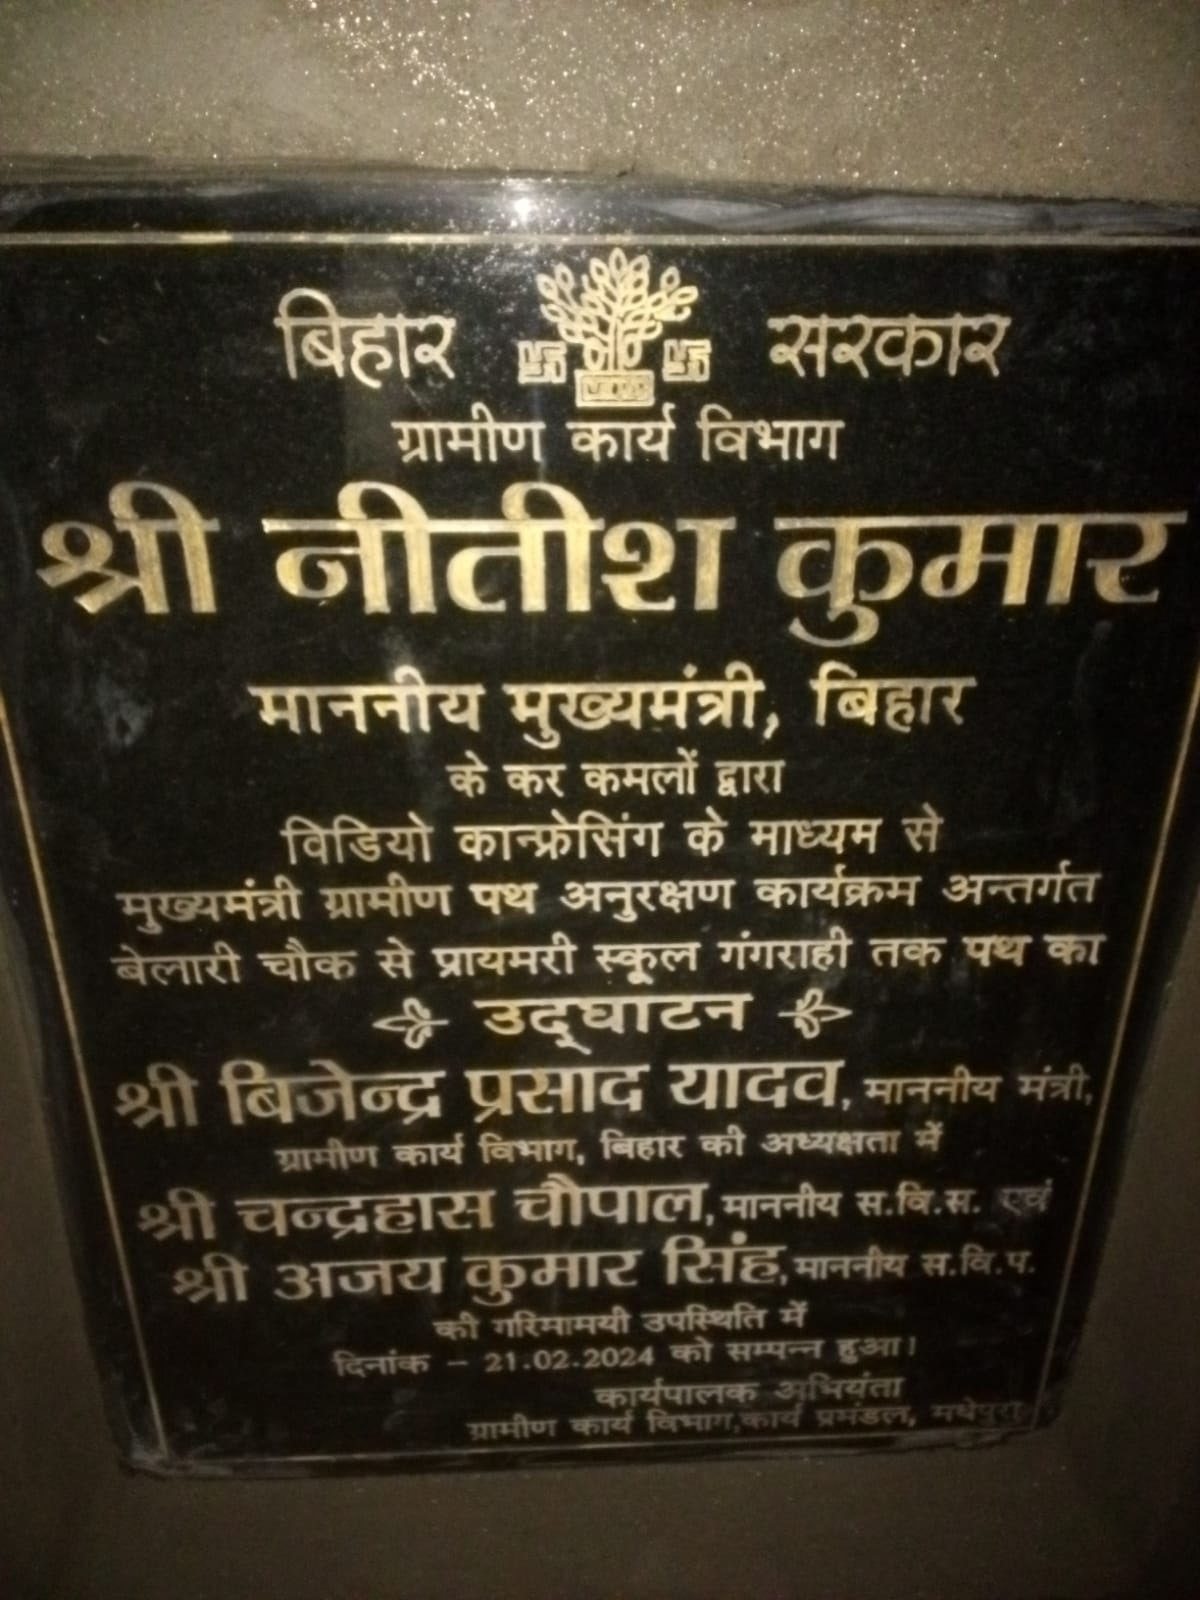 बिहार सरकार
ग्रामीण कार्य विभाग
श्री नीतीश कुमार
माननीय मुख्यमंत्री, बिहार
के कर कमलों द्वारा
विडियो कान्फ्रेसिंग के माध्यम से
मुख्यमंत्री ग्रामीण पथ अनुरक्षण कार्यक्रम अन्तर्गत
बेलारी चौक से प्रायमरी स्कूल गंगराही तक पथ का
उद्घाटन
श्री बिजेन्द्र प्रसाद यादव, माननीय मंत्री,
ग्रामीण कार्य विभाग, बिहार की अध्यक्षता में
श्री चन्द्रहास चौपाल, माननीय स.वि.स. एवं
श्री अजय कुमार सिंह, माननीय स.वि.प.
की गरिमामयी उपस्थिति में
दिनांक - 21.02.2024 को सम्पन्न हुआ।
कार्यपालक अभियंता
ग्रामीण कार्य विभाग,कार्य प्रमंडल, मधेपुरा